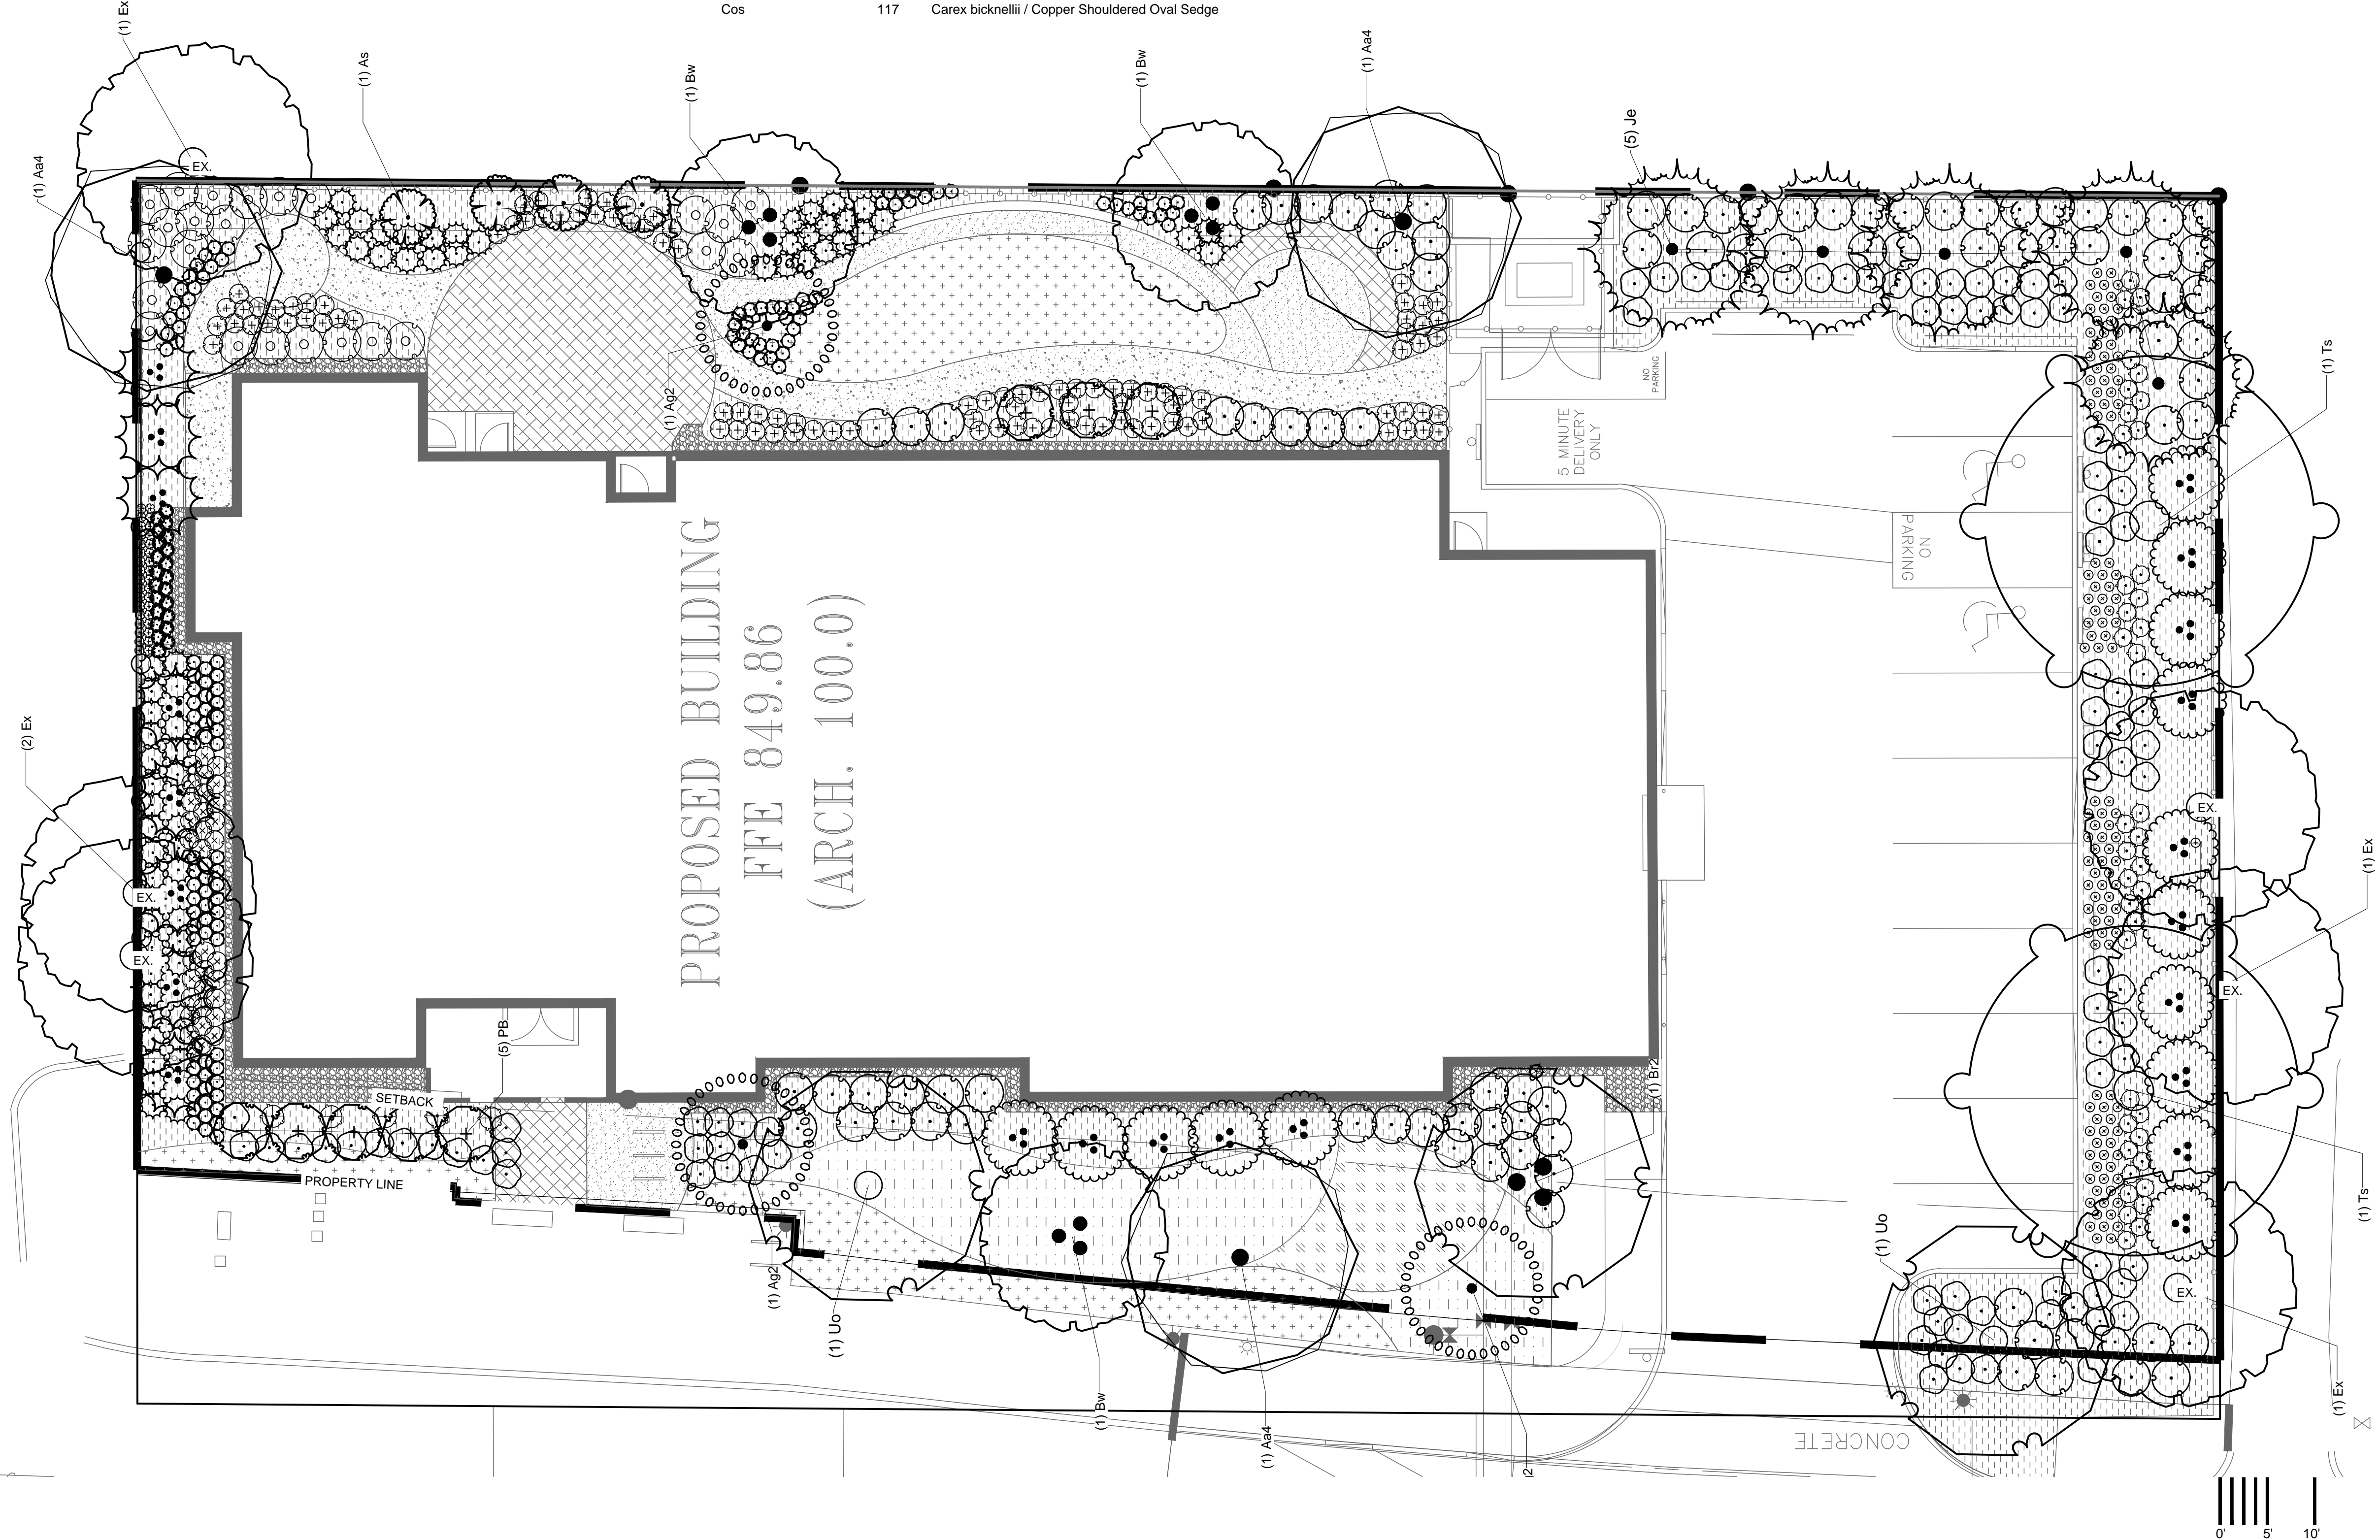 Cos 117 Carex bicknellii / Copper Shouldered Oval Sedge
(1) Ex
(1) As
(1) Bw
(1) Bw
(1) Aa4
(1) Aa4
(5) Je
EX.
(1) Ts
NO
PARKING
(1) Ag2
5 MINUTE
DELIVERY
ONLY
NO
PARKING
PROPOSED BUILDING
FFE 849.86
(ARCH. 100.0)
(2) Ex
EX.
EX.
EX.
(1) Ex
EX.
(5) PB
SETBACK
(1) Br2
PROPERTY LINE
(1) Ts
(1) Uo
(1) Ag2
EX.
(1) Uo
(1) Bw
(1) Aa4
(1) Ex
2
CONCRETE
0' 5' 10'